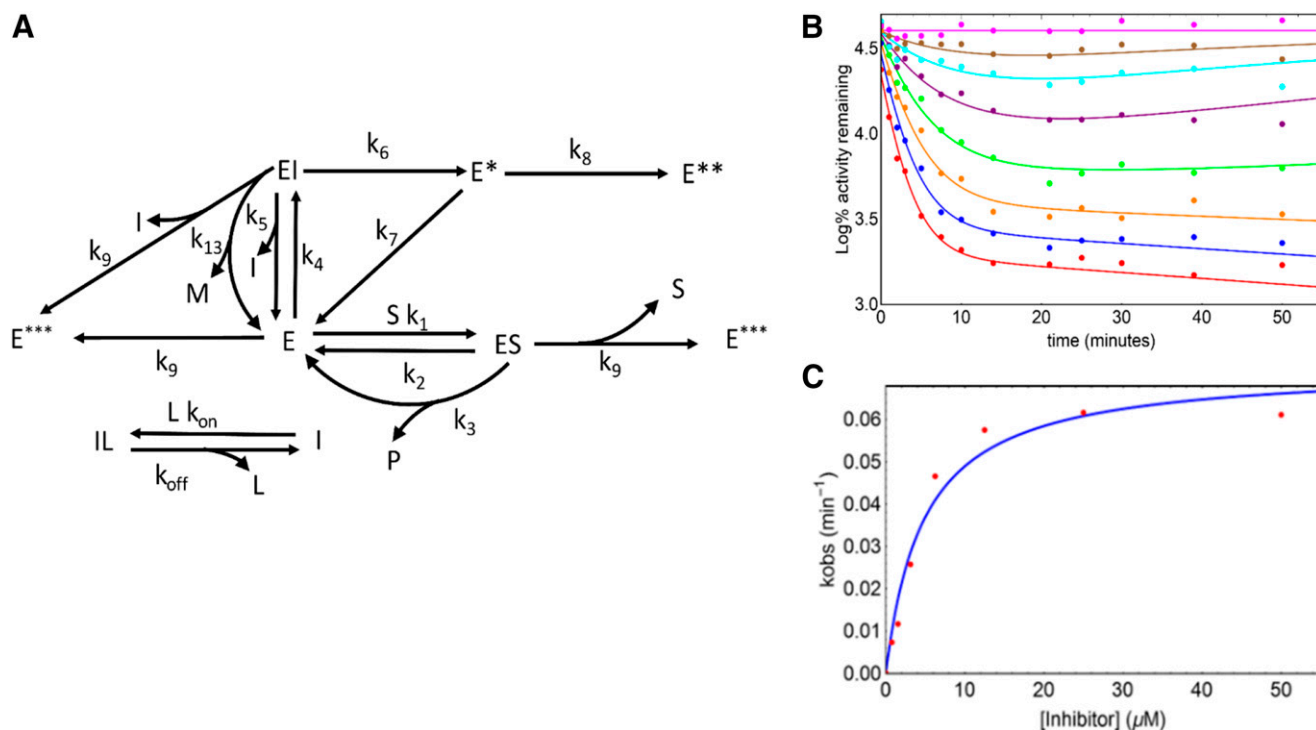 A
EI
k6
E*
k8
E**
I
k5
k9
k13
I
k4
k7
M
S
E***
E
S k1
ES
E***
k9
k2
k9
L kon
k3
IL
I
P
koff
L
B
Log% activity remaining
4.5
4.0
3.5
3.0
0
10
20
30
40
50
time (minutes)
C
kobs (min⁻¹)
0.06
0.05
0.04
0.03
0.02
0.01
0.00
0
10
20
30
40
50
[Inhibitor] (μM)